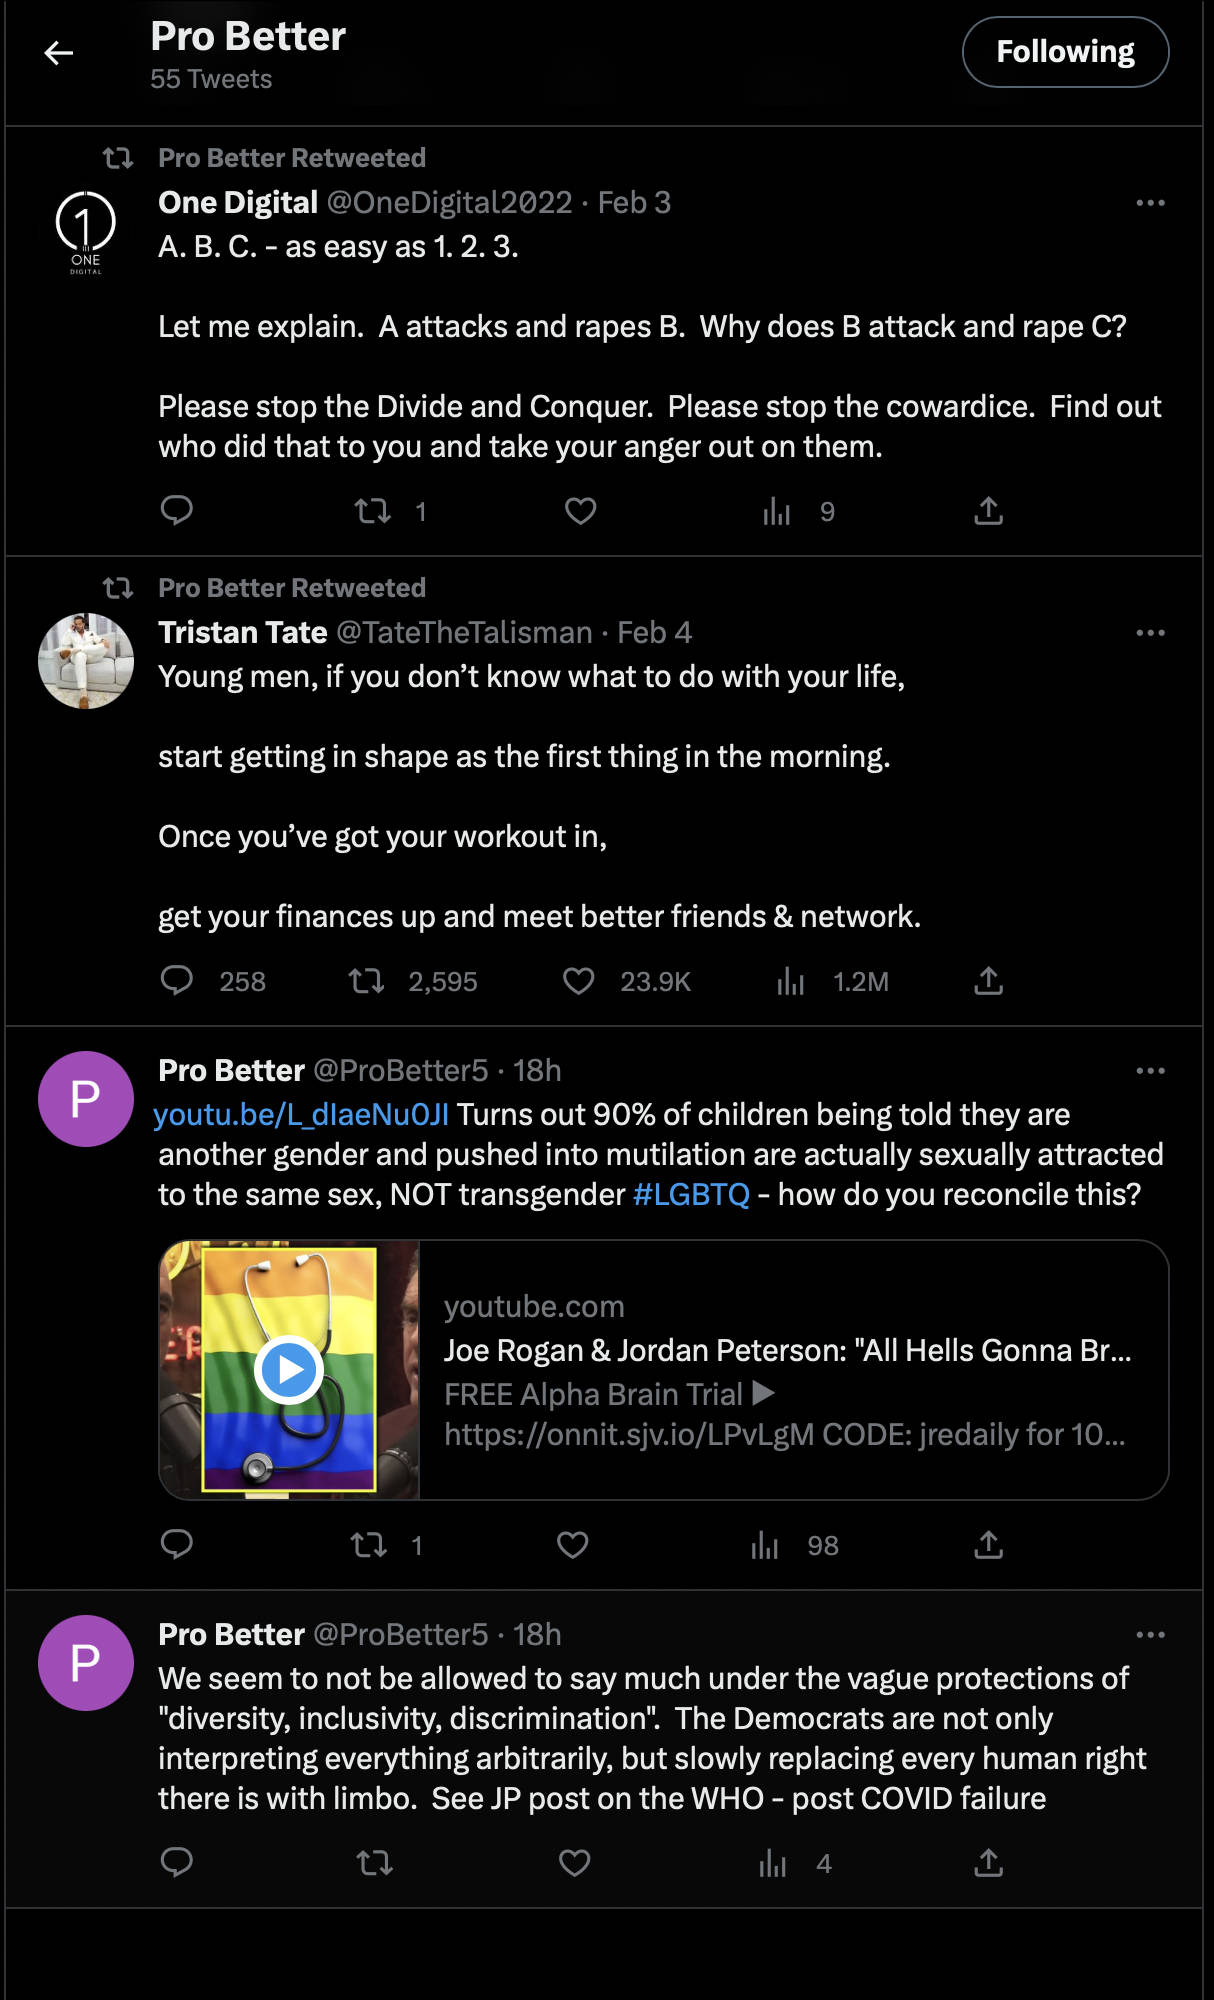 Pro Better
55 Tweets
Following
Pro Better Retweeted
One Digital @OneDigital2022 · Feb 3
1
ONE
DIGITAL
A. B. C. - as easy as 1. 2. 3.
Let me explain.  A attacks and rapes B.  Why does B attack and rape C?
Please stop the Divide and Conquer.  Please stop the cowardice.  Find out
who did that to you and take your anger out on them.
1 9
Pro Better Retweeted
Tristan Tate @TateTheTalisman · Feb 4
Young men, if you don’t know what to do with your life,
start getting in shape as the first thing in the morning.
Once you’ve got your workout in,
get your finances up and meet better friends & network.
258 2,595 23.9K 1.2M
P
Pro Better @ProBetter5 · 18h
youtu.be/L_dIaeNu0JI Turns out 90% of children being told they are
another gender and pushed into mutilation are actually sexually attracted
to the same sex, NOT transgender #LGBTQ - how do you reconcile this?
youtube.com
Joe Rogan & Jordan Peterson: "All Hells Gonna Br...
FREE Alpha Brain Trial ▶
https://onnit.sjv.io/LPvLgM CODE: jredaily for 10...
1 98
P
Pro Better @ProBetter5 · 18h
We seem to not be allowed to say much under the vague protections of
"diversity, inclusivity, discrimination".  The Democrats are not only
interpreting everything arbitrarily, but slowly replacing every human right
there is with limbo.  See JP post on the WHO - post COVID failure
4